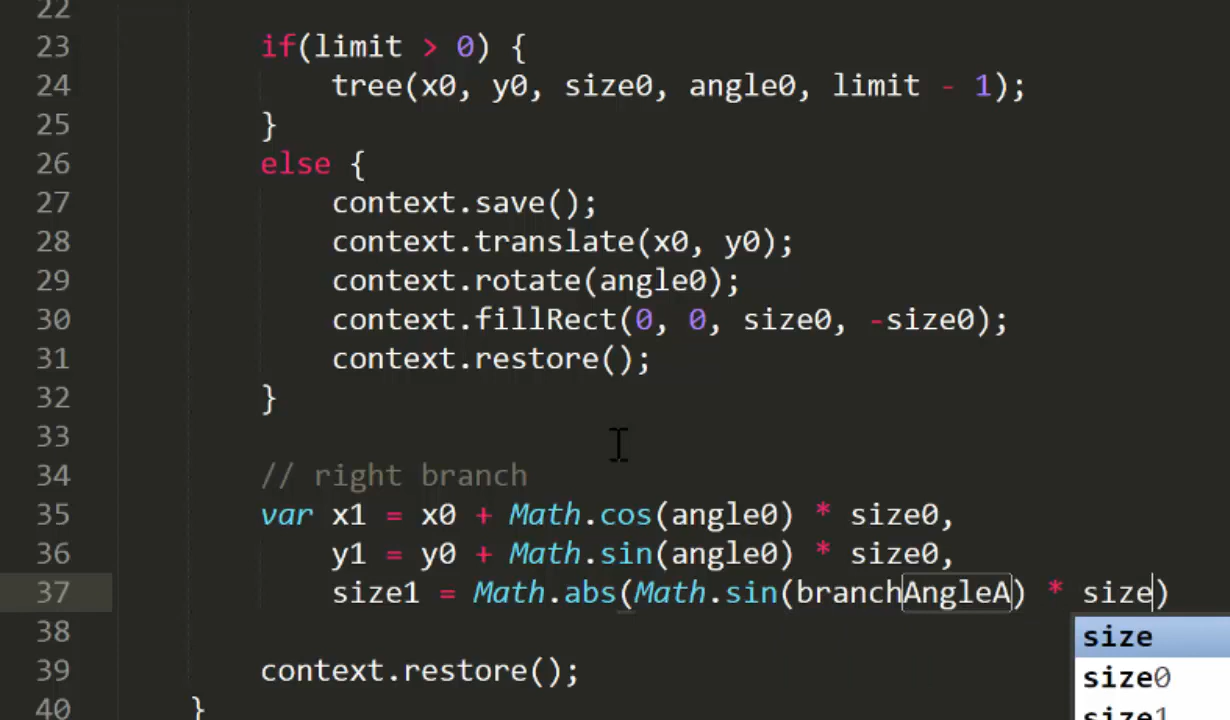 22
23 if(limit > 0) {
24 tree(x0, y0, size0, angle0, limit - 1);
25 }
26 else {
27 context.save();
28 context.translate(x0, y0);
29 context.rotate(angle0);
30 context.fillRect(0, 0, size0, -size0);
31 context.restore();
32 }
33
34 // right branch
35 var x1 = x0 + Math.cos(angle0) * size0,
36 y1 = y0 + Math.sin(angle0) * size0,
37 size1 = Math.abs(Math.sin(branchAngleA) * size)
38 size
size0
39 context.restore();
size1
40 }